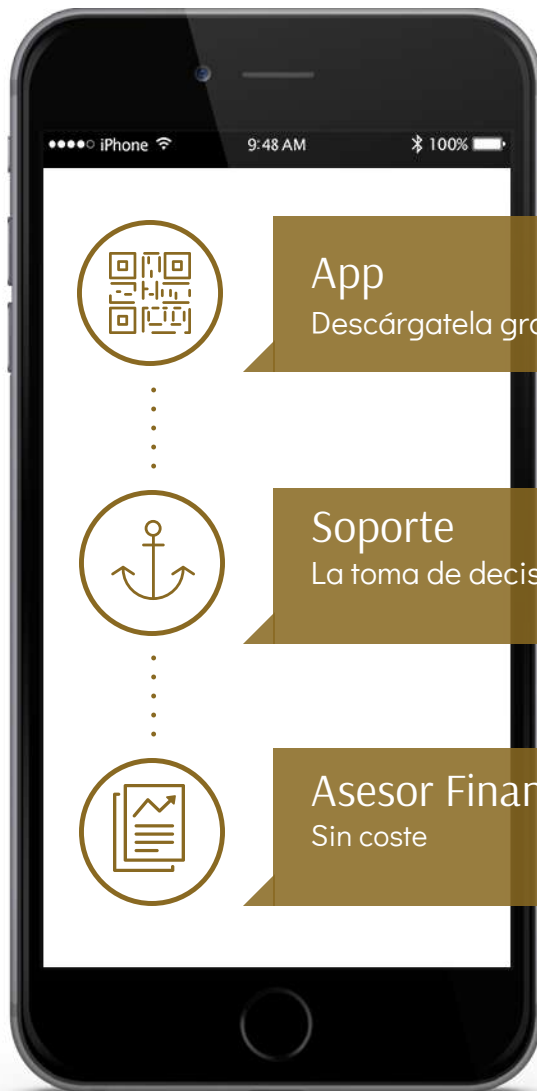 iPhone 9:48 AM 100%
App
Descárgatela gra
Soporte
La toma de decis
Asesor Finan
Sin coste